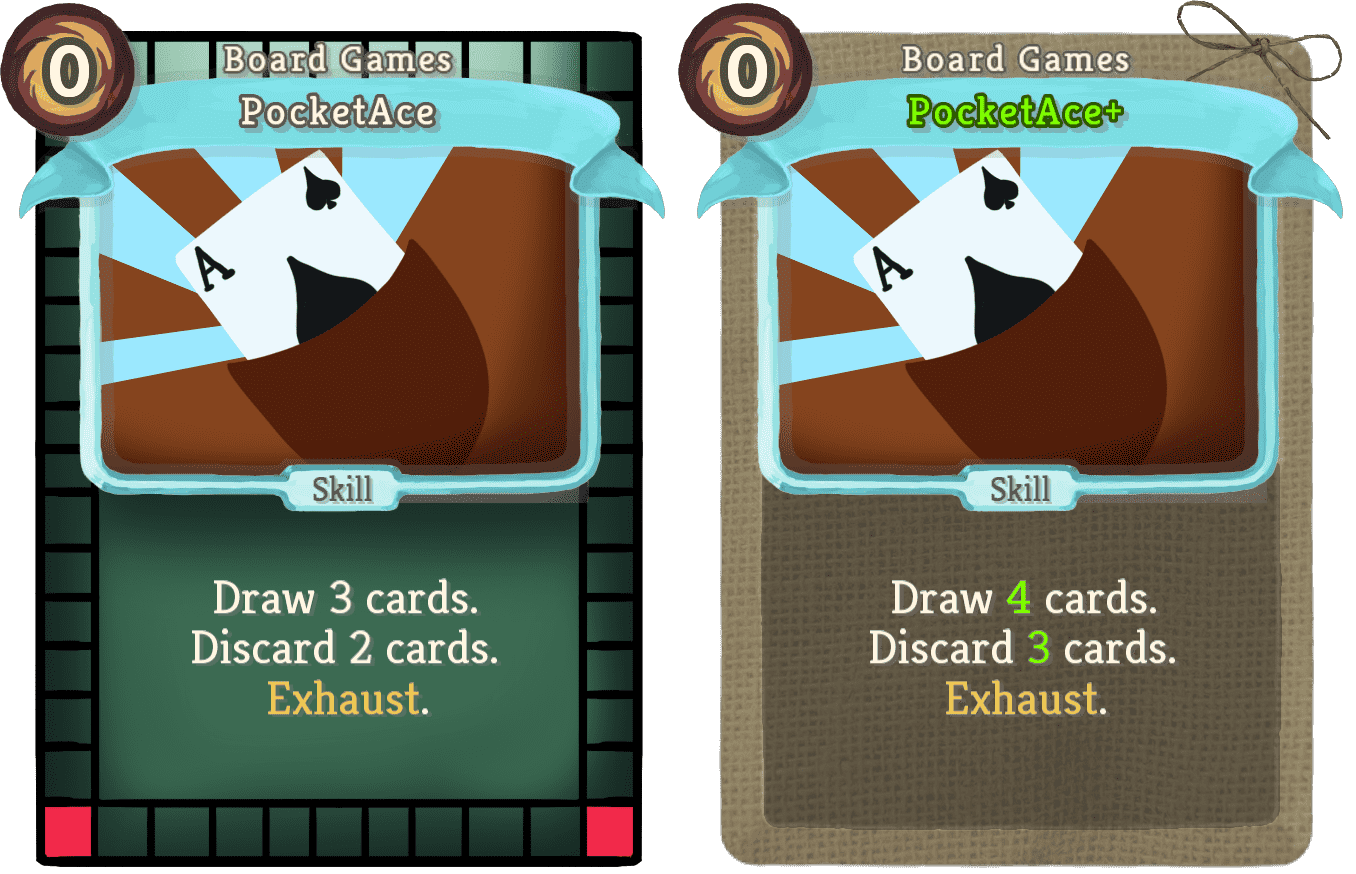 0
Board Games
PocketAce
A
Skill
Draw 3 cards.
Discard 2 cards.
Exhaust.
0
Board Games
PocketAce+
A
Skill
Draw 4 cards.
Discard 3 cards.
Exhaust.